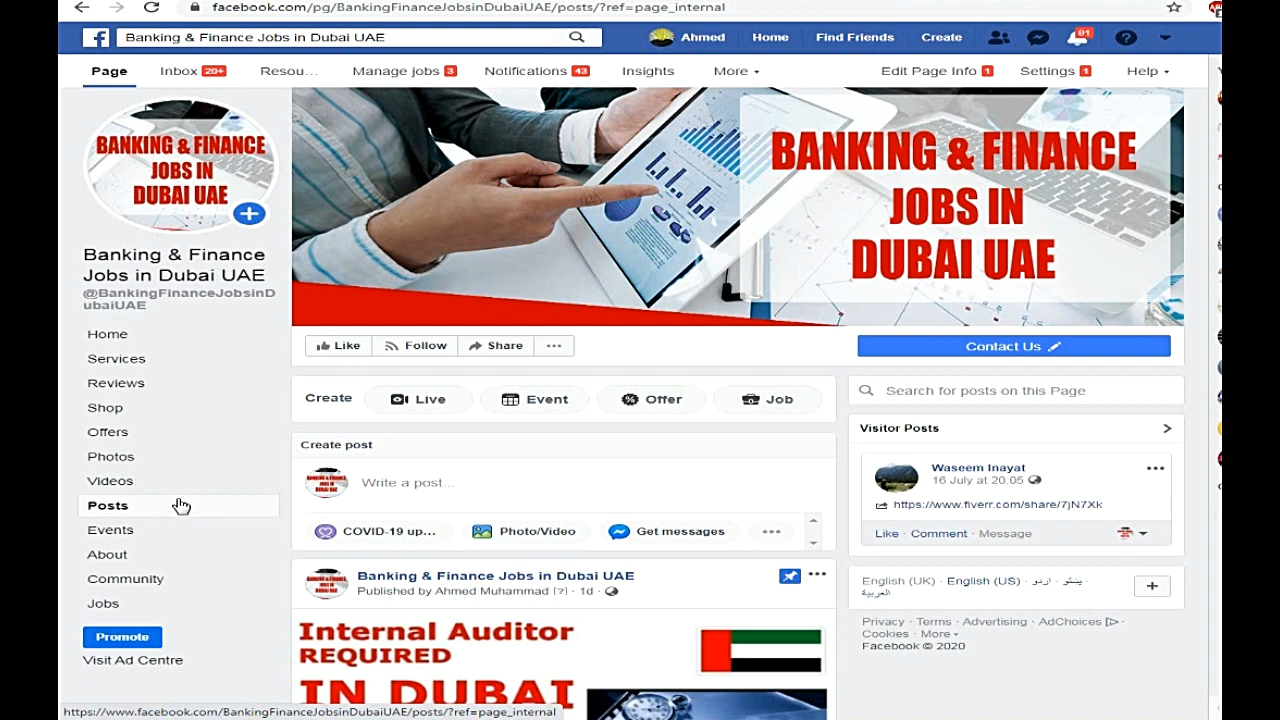 facebook.com/pg/BankingFinanceJobsinDubaiUAE/posts/?ref=page_internal
Banking & Finance Jobs in Dubai UAE
Ahmed Home Find Friends Create 91
Page Inbox 20+ Resou... Manage jobs 3 Notifications 43 Insights More Edit Page Info 1 Settings 1 Help
BANKING & FINANCE
JOBS IN
DUBAI UAE
BANKING & FINANCE
JOBS IN
DUBAI UAE
Banking & Finance
Jobs in Dubai UAE
@BankingFinanceJobsinD
ubaiUAE
Home
Services
Reviews
Shop
Offers
Photos
Videos
Posts
Events
About
Community
Jobs
Promote
Visit Ad Centre
Like Follow Share ...
Contact Us
Create Live Event Offer Job
Create post
Write a post...
COVID-19 up... Photo/Video Get messages ...
Banking & Finance Jobs in Dubai UAE
Published by Ahmed Muhammad [?] · 1d ·
Internal Auditor
REQUIRED
IN DUBAI
Search for posts on this Page
Visitor Posts
Waseem Inayat
16 July at 20.05
https://www.fiverr.com/share/7jN7Xk
Like · Comment · Message
English (UK) · English (US) · اردو · پښتو ·
العربية
Privacy · Terms · Advertising · AdChoices ·
Cookies · More
Facebook © 2020
https://www.facebook.com/BankingFinanceJobsinDubaiUAE/posts/?ref=page_internal